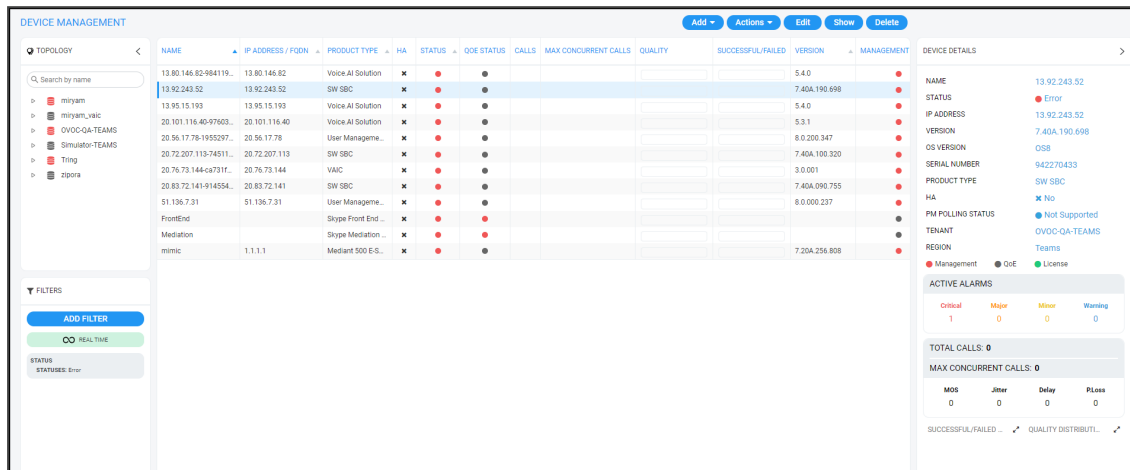 DEVICE MANAGEMENT
Add Actions Edit Show Delete
TOPOLOGY
Search by name
miryam
miryam_vaic
OVOC-QA-TEAMS
Simulator-TEAMS
Tring
zipora
FILTERS
ADD FILTER
REAL TIME
STATUS
STATUSES: Error
NAME IP ADDRESS / FQDN PRODUCT TYPE HA STATUS QOE STATUS CALLS MAX CONCURRENT CALLS QUALITY SUCCESSFUL/FAILED VERSION MANAGEMENT
13.80.146.82-984119... 13.80.146.82 Voice.AI Solution 5.4.0
13.92.243.52 13.92.243.52 SW SBC 7.40A.190.698
13.95.15.193 13.95.15.193 Voice.AI Solution 5.4.0
20.101.116.40-97603... 20.101.116.40 Voice.AI Solution 5.3.1
20.56.17.78-1955297... 20.56.17.78 User Manageme... 8.0.200.347
20.72.207.113-74511... 20.72.207.113 SW SBC 7.40A.100.320
20.76.73.144-ca731f... 20.76.73.144 VAIC 3.0.001
20.83.72.141-914554... 20.83.72.141 SW SBC 7.40A.090.755
51.136.7.31 51.136.7.31 User Manageme... 8.0.000.237
FrontEnd Skype Front End ...
Mediation Skype Mediation ...
mimic 1.1.1.1 Mediant 500 E-S... 7.20A.256.808
DEVICE DETAILS
NAME 13.92.243.52
STATUS Error
IP ADDRESS 13.92.243.52
VERSION 7.40A.190.698
OS VERSION OS8
SERIAL NUMBER 942270433
PRODUCT TYPE SW SBC
HA No
PM POLLING STATUS Not Supported
TENANT OVOC-QA-TEAMS
REGION Teams
Management QoE License
ACTIVE ALARMS
Critical Major Minor Warning
1 0 0 0
TOTAL CALLS: 0
MAX CONCURRENT CALLS: 0
MOS Jitter Delay P.Loss
0 0 0 0
SUCCESSFUL/FAILED ... QUALITY DISTRIBUTI...